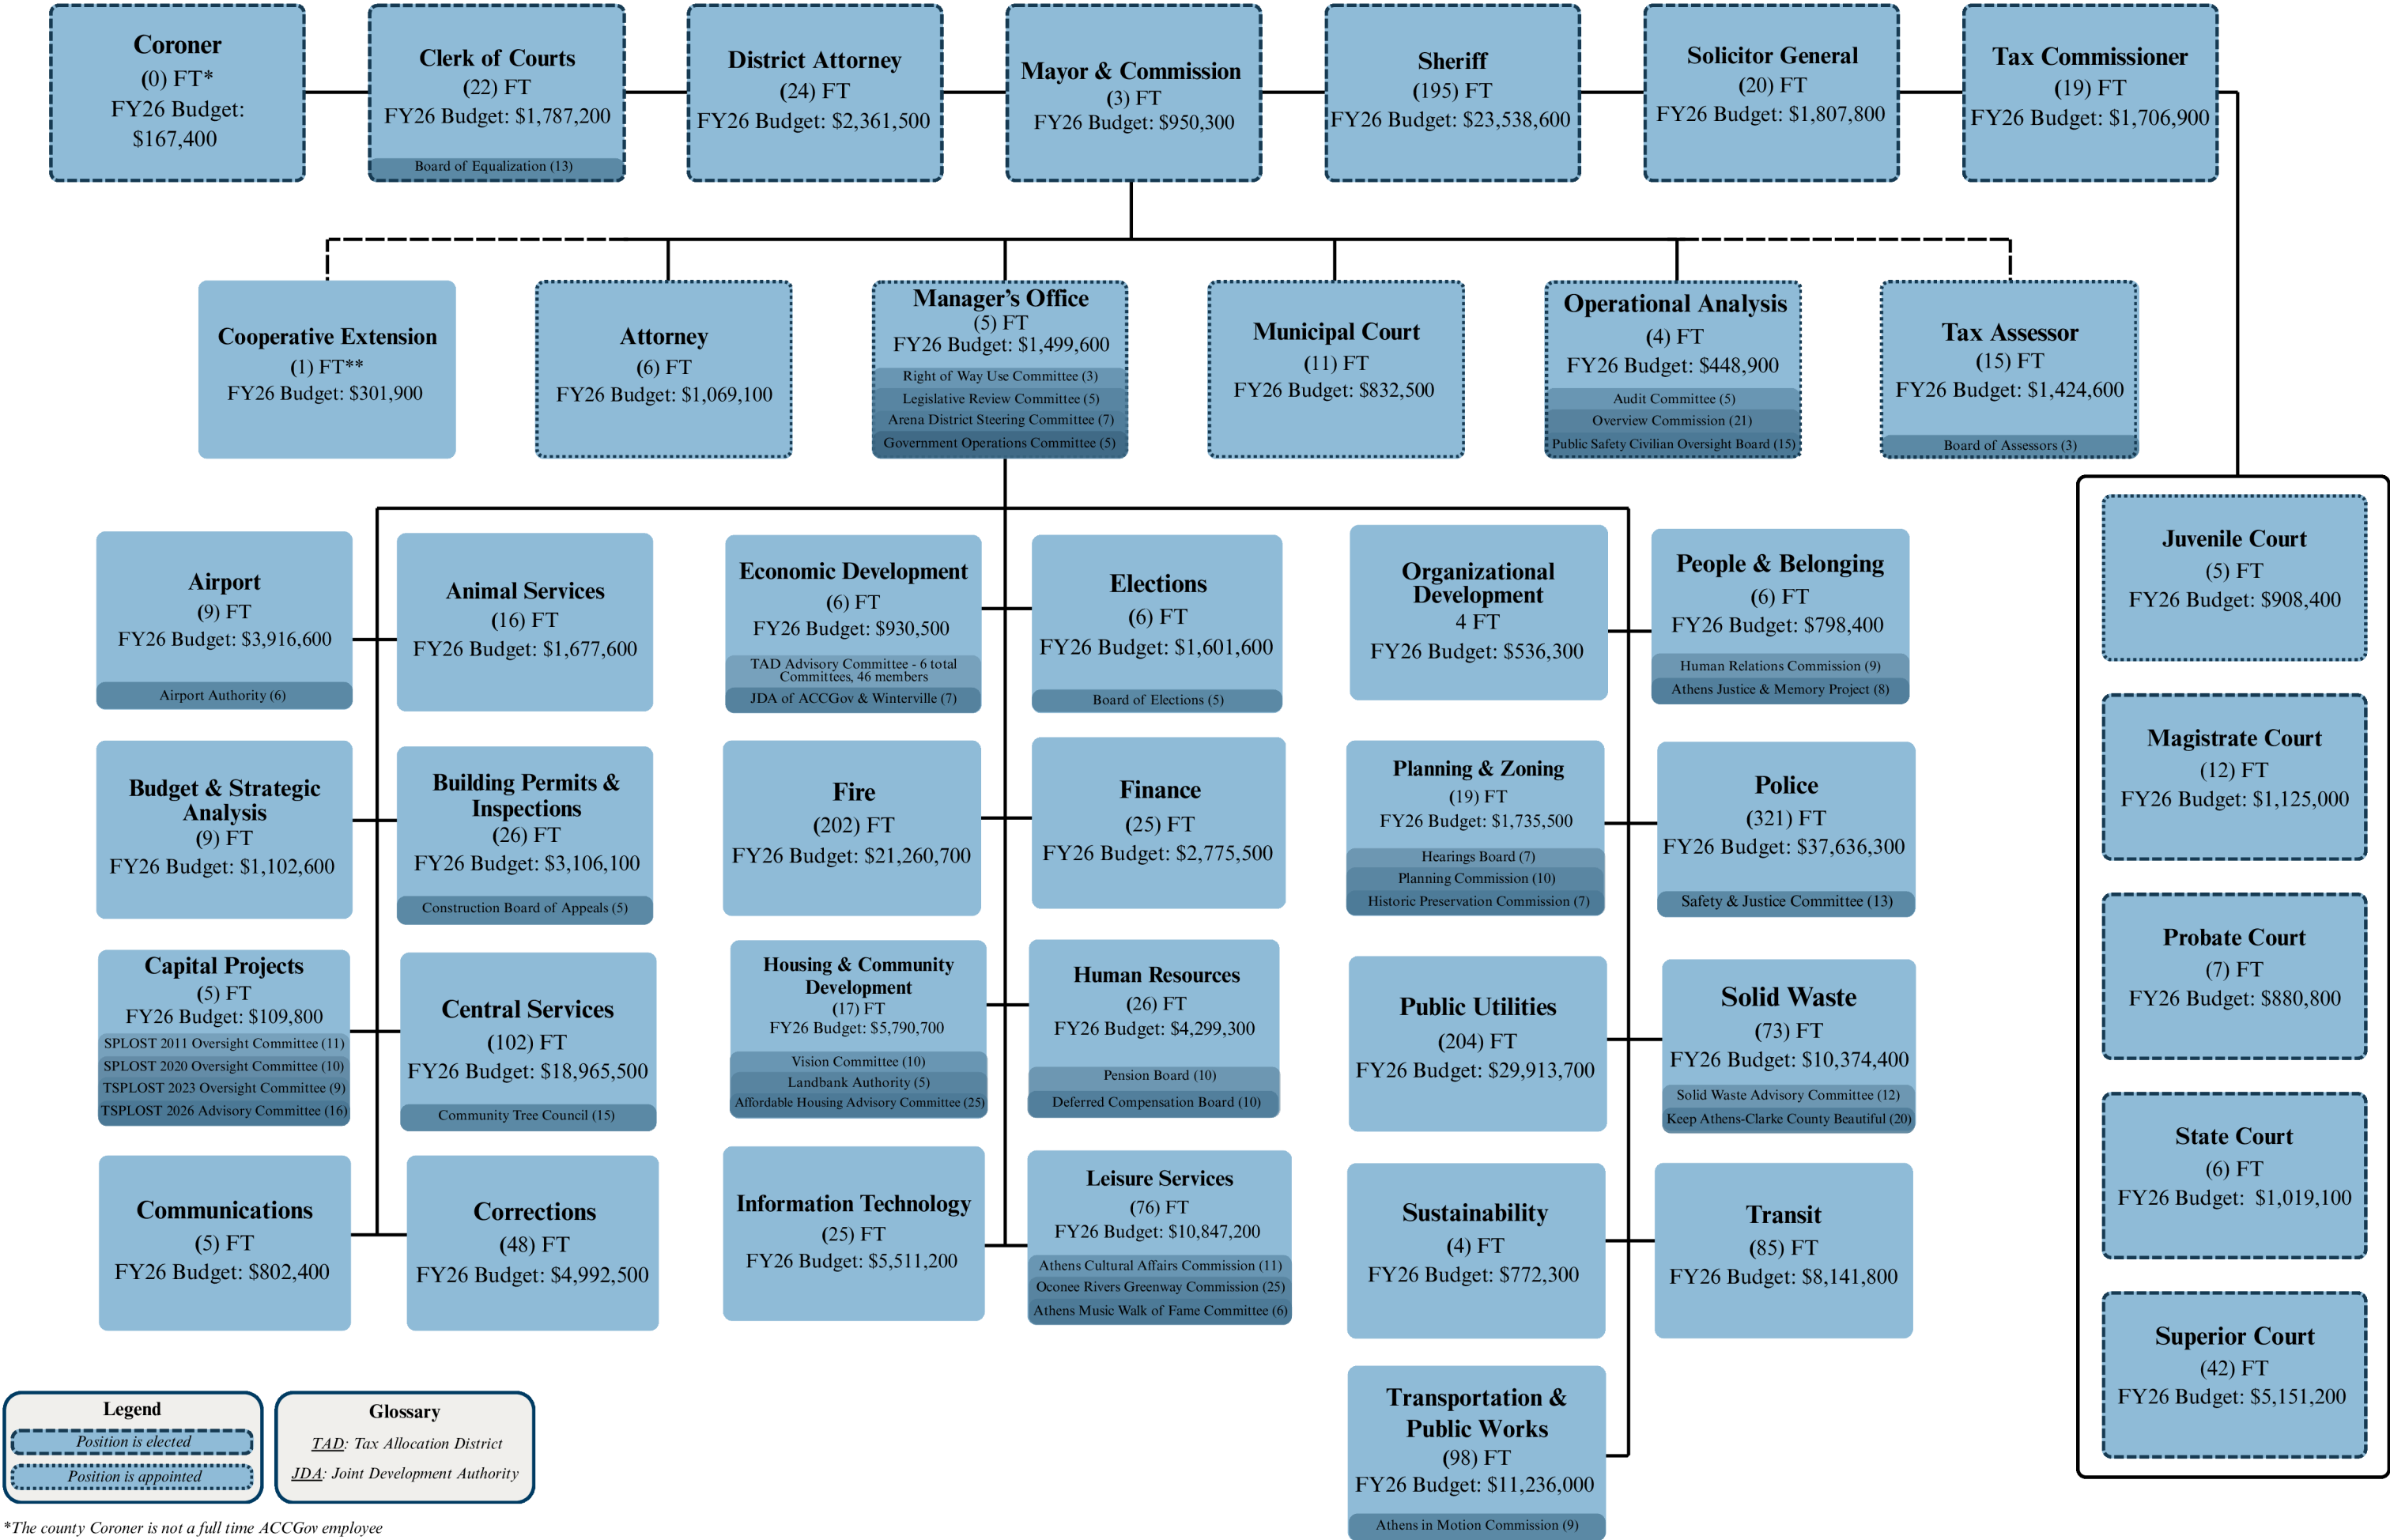 Coroner
(0) FT*
FY26 Budget:
$167,400
Clerk of Courts
(22) FT
FY26 Budget: $1,787,200
Board of Equalization (13)
District Attorney
(24) FT
FY26 Budget: $2,361,500
Mayor & Commission
(3) FT
FY26 Budget: $950,300
Sheriff
(195) FT
FY26 Budget: $23,538,600
Solicitor General
(20) FT
FY26 Budget: $1,807,800
Tax Commissioner
(19) FT
FY26 Budget: $1,706,900
Cooperative Extension
(1) FT**
FY26 Budget: $301,900
Attorney
(6) FT
FY26 Budget: $1,069,100
Manager's Office
(5) FT
FY26 Budget: $1,499,600
Right of Way Use Committee (3)
Legislative Review Committee (5)
Arena District Steering Committee (7)
Government Operations Committee (5)
Municipal Court
(11) FT
FY26 Budget: $832,500
Operational Analysis
(4) FT
FY26 Budget: $448,900
Audit Committee (5)
Overview Commission (21)
Public Safety Civilian Oversight Board (15)
Tax Assessor
(15) FT
FY26 Budget: $1,424,600
Board of Assessors (3)
Airport
(9) FT
FY26 Budget: $3,916,600
Airport Authority (6)
Animal Services
(16) FT
FY26 Budget: $1,677,600
Economic Development
(6) FT
FY26 Budget: $930,500
TAD Advisory Committee - 6 total
Committees, 46 members
JDA of ACCGov & Winterville (7)
Elections
(6) FT
FY26 Budget: $1,601,600
Board of Elections (5)
Organizational
Development
4 FT
FY26 Budget: $536,300
People & Belonging
(6) FT
FY26 Budget: $798,400
Human Relations Commission (9)
Athens Justice & Memory Project (8)
Juvenile Court
(5) FT
FY26 Budget: $908,400
Budget & Strategic
Analysis
(9) FT
FY26 Budget: $1,102,600
Building Permits &
Inspections
(26) FT
FY26 Budget: $3,106,100
Construction Board of Appeals (5)
Fire
(202) FT
FY26 Budget: $21,260,700
Finance
(25) FT
FY26 Budget: $2,775,500
Planning & Zoning
(19) FT
FY26 Budget: $1,735,500
Hearings Board (7)
Planning Commission (10)
Historic Preservation Commission (7)
Police
(321) FT
FY26 Budget: $37,636,300
Safety & Justice Committee (13)
Magistrate Court
(12) FT
FY26 Budget: $1,125,000
Capital Projects
(5) FT
FY26 Budget: $109,800
SPLOST 2011 Oversight Committee (11)
SPLOST 2020 Oversight Committee (10)
TSPLOST 2023 Oversight Committee (9)
TSPLOST 2026 Advisory Committee (16)
Central Services
(102) FT
FY26 Budget: $18,965,500
Community Tree Council (15)
Housing & Community
Development
(17) FT
FY26 Budget: $5,790,700
Vision Committee (10)
Landbank Authority (5)
Affordable Housing Advisory Committee (25)
Human Resources
(26) FT
FY26 Budget: $4,299,300
Pension Board (10)
Deferred Compensation Board (10)
Public Utilities
(204) FT
FY26 Budget: $29,913,700
Solid Waste
(73) FT
FY26 Budget: $10,374,400
Solid Waste Advisory Committee (12)
Keep Athens-Clarke County Beautiful (20)
Probate Court
(7) FT
FY26 Budget: $880,800
Communications
(5) FT
FY26 Budget: $802,400
Corrections
(48) FT
FY26 Budget: $4,992,500
Information Technology
(25) FT
FY26 Budget: $5,511,200
Leisure Services
(76) FT
FY26 Budget: $10,847,200
Athens Cultural Affairs Commission (11)
Oconee Rivers Greenway Commission (25)
Athens Music Walk of Fame Committee (6)
Sustainability
(4) FT
FY26 Budget: $772,300
Transit
(85) FT
FY26 Budget: $8,141,800
State Court
(6) FT
FY26 Budget: $1,019,100
Transportation &
Public Works
(98) FT
FY26 Budget: $11,236,000
Athens in Motion Commission (9)
Superior Court
(42) FT
FY26 Budget: $5,151,200
Legend
Position is elected
Position is appointed
Glossary
TAD: Tax Allocation District
JDA: Joint Development Authority
*The county Coroner is not a full time ACCGov employee